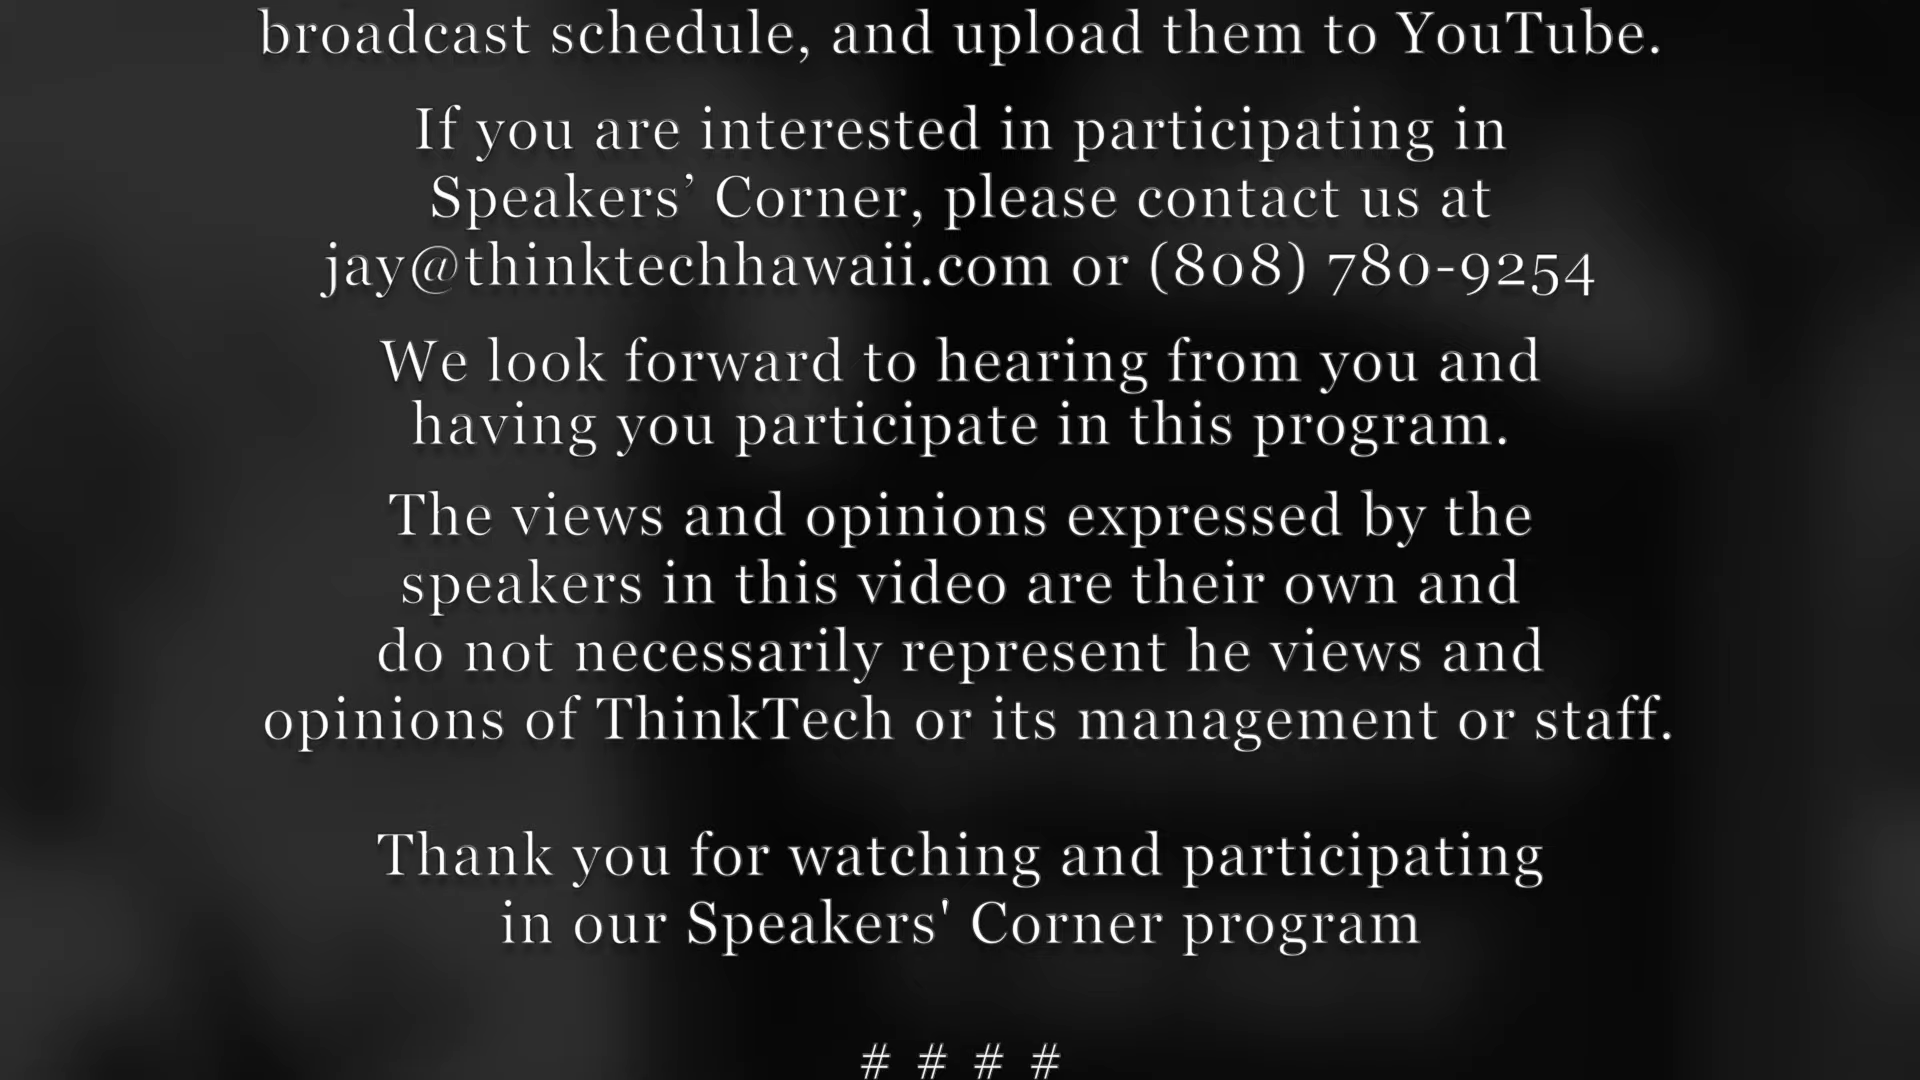 broadcast schedule, and upload them to YouTube.
If you are interested in participating in
Speakers’ Corner, please contact us at
jay@thinktechhawaii.com or (808) 780-9254
We look forward to hearing from you and
having you participate in this program.
The views and opinions expressed by the
speakers in this video are their own and
do not necessarily represent he views and
opinions of ThinkTech or its management or staff.
Thank you for watching and participating
in our Speakers' Corner program
# # # #